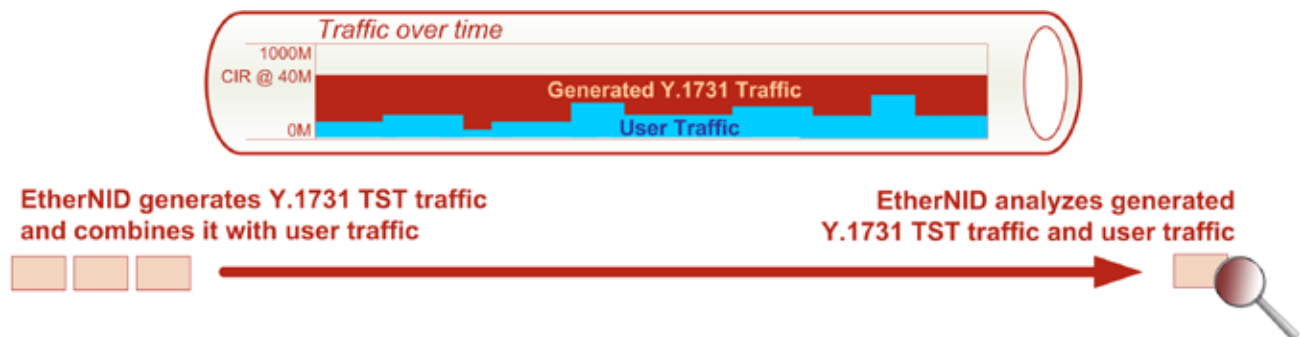 Traffic over time
1000M
CIR @ 40M
Generated Y.1731 Traffic
User Traffic
0M
EtherNID generates Y.1731 TST traffic
and combines it with user traffic
EtherNID analyzes generated
Y.1731 TST traffic and user traffic